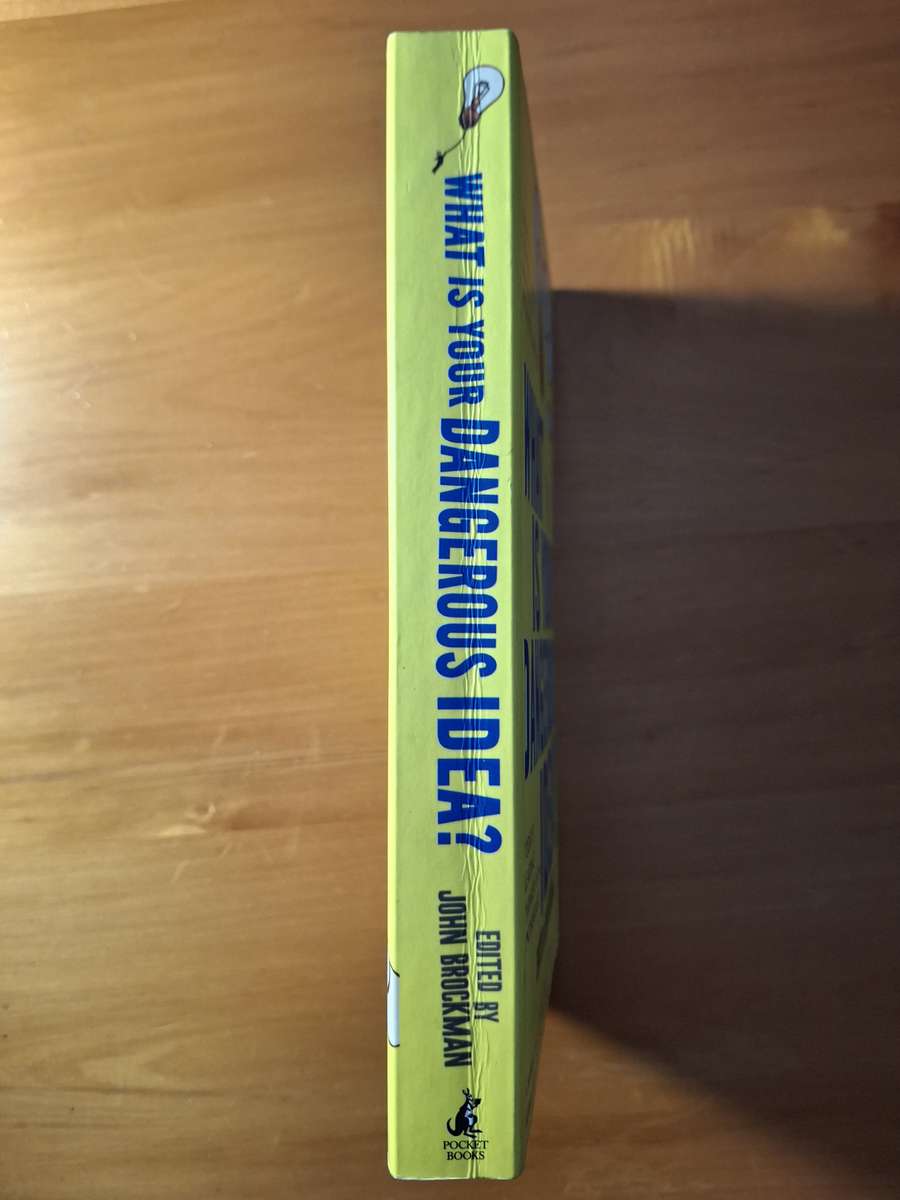 WHAT IS YOUR DANGEROUS IDEA?
EDITED BY
JOHN BROCKMAN
POCKET
BOOKS